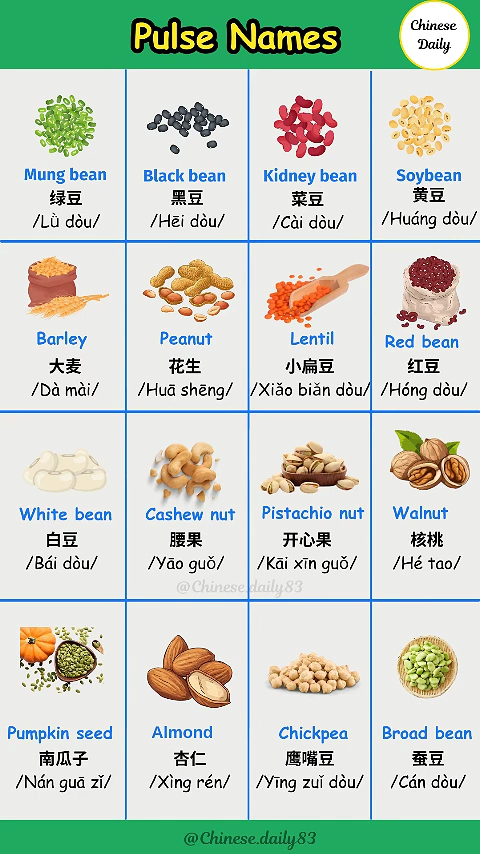 Pulse Names
Chinese
Daily
Mung bean
绿豆
/Lǜ dòu/
Black bean
黑豆
/Hēi dòu/
Kidney bean
菜豆
/Cài dòu/
Soybean
黄豆
/Huáng dòu/
Barley
大麦
/Dà mài/
Peanut
花生
/Huā shēng/
Lentil
小扁豆
/Xiǎo biǎn dòu/
Red bean
红豆
/Hóng dòu/
White bean
白豆
/Bái dòu/
Cashew nut
腰果
/Yāo guǒ/
Pistachio nut
开心果
/Kāi xīn guǒ/
Walnut
核桃
/Hé tao/
@Chinese.daily83
Pumpkin seed
南瓜子
/Nán guā zǐ/
Almond
杏仁
/Xìng rén/
Chickpea
鹰嘴豆
/Yīng zuǐ dòu/
Broad bean
蚕豆
/Cán dòu/
@Chinese.daily83